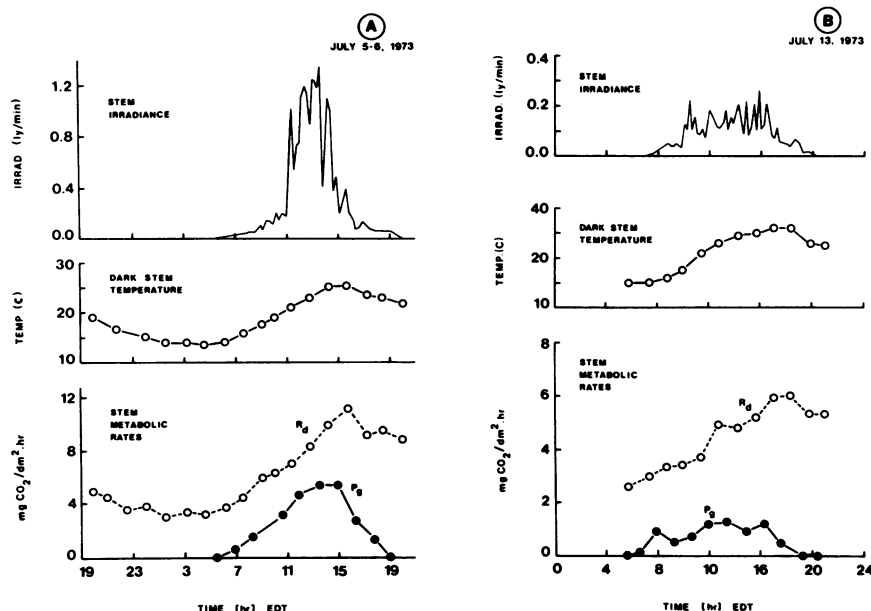 A
JULY 5-6, 1973
IRRAD (ly/min)
1.2
0.8
0.4
0.0
STEM
IRRADIANCE
TEMP (C)
30
20
10
DARK STEM
TEMPERATURE
mg CO2/dm2.hr
12
8
4
0
STEM
METABOLIC
RATES
Rd
Pg
19 23 3 7 11 15 19
TIME [hr] EDT
B
JULY 13, 1973
IRRAD. (ly/min)
0.4
0.2
0.0
STEM
IRRADIANCE
TEMP.(C)
40
20
10
DARK STEM
TEMPERATURE
mg CO2/dm2.hr
6
4
2
0
STEM
METABOLIC
RATES
Rd
Pg
0 4 6 10 16 20 24
TIME [hr] EDT